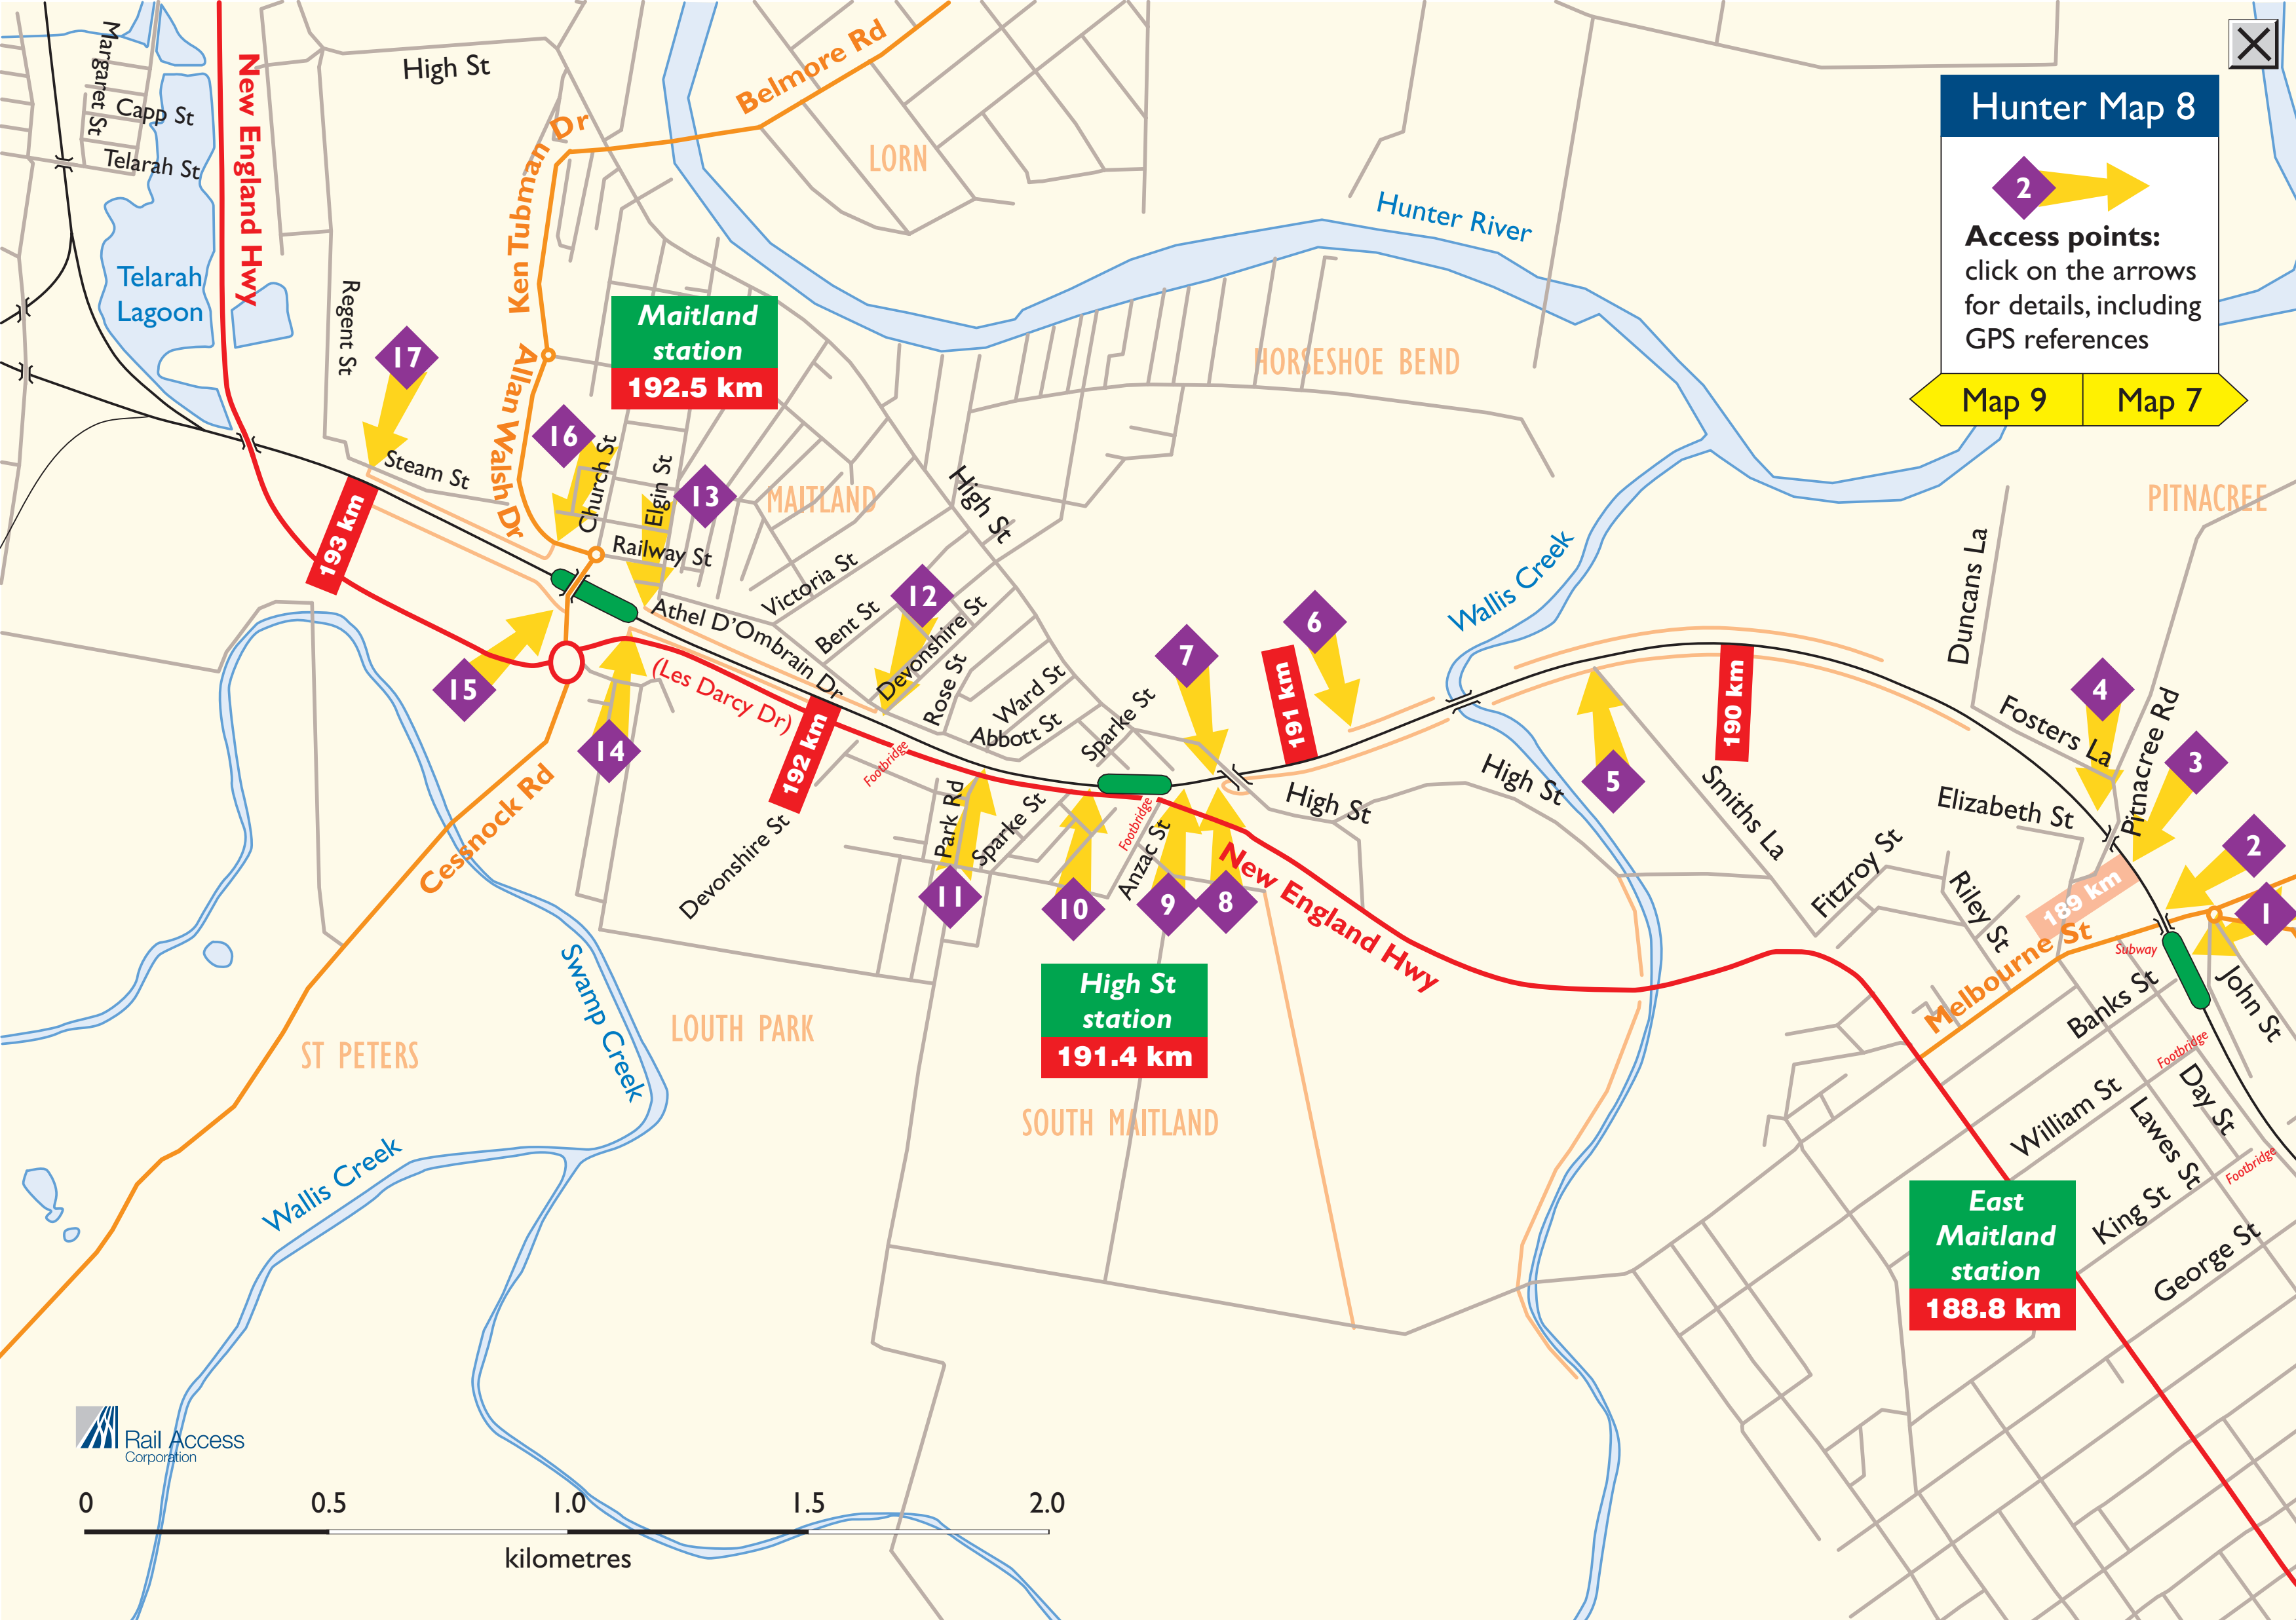 Hunter Map 8
2
Access points:
click on the arrows
for details, including
GPS references
Map 9
Map 7
Margaret St
Capp St
Telarah St
New England Hwy
High St
Belmore Rd
Ken Tubman Dr
LORN
Hunter River
Telarah
Lagoon
Regent St
17
Allan Walsh Dr
Maitland
station
192.5 km
HORSESHOE BEND
16
Church St
Elgin St
13
MAITLAND
High St
PITNACREE
Steam St
193 km
Railway St
Victoria St
Bent St
12
Devonshire St
Athel D'Ombrain Dr
Rose St
Ward St
Abbott St
Sparke St
7
6
191 km
Wallis Creek
190 km
Duncans La
Fosters La
4
Pitnacree Rd
3
15
14
(Les Darcy Dr)
192 km
Footbridge
Cessnock Rd
Devonshire St
Park Rd
Sparke St
Footbridge
Anzac St
11
10
9
8
High St
High St
5
Smiths La
Elizabeth St
Fitzroy St
Riley St
2
1
189 km
New England Hwy
Melbourne St
Subway
Banks St
John St
Footbridge
Day St
William St
Lawes St
Footbridge
King St
George St
Swamp Creek
ST PETERS
LOUTH PARK
High St
station
191.4 km
SOUTH MAITLAND
Wallis Creek
East
Maitland
station
188.8 km
Rail Access
Corporation
0 0.5 1.0 1.5 2.0
kilometres